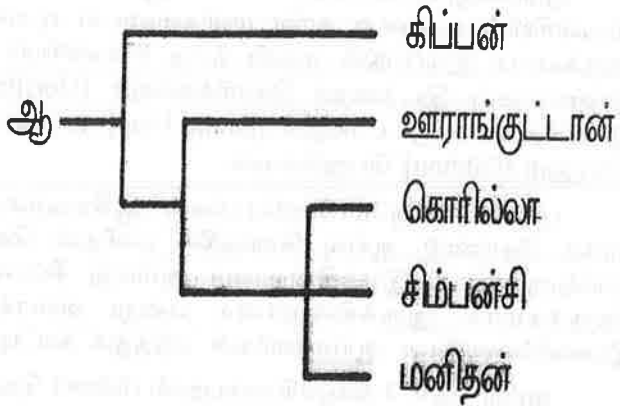 கிப்பன்
ஆ
ஊராங்குட்டான்
கொரில்லா
சிம்பன்சி
மனிதன்